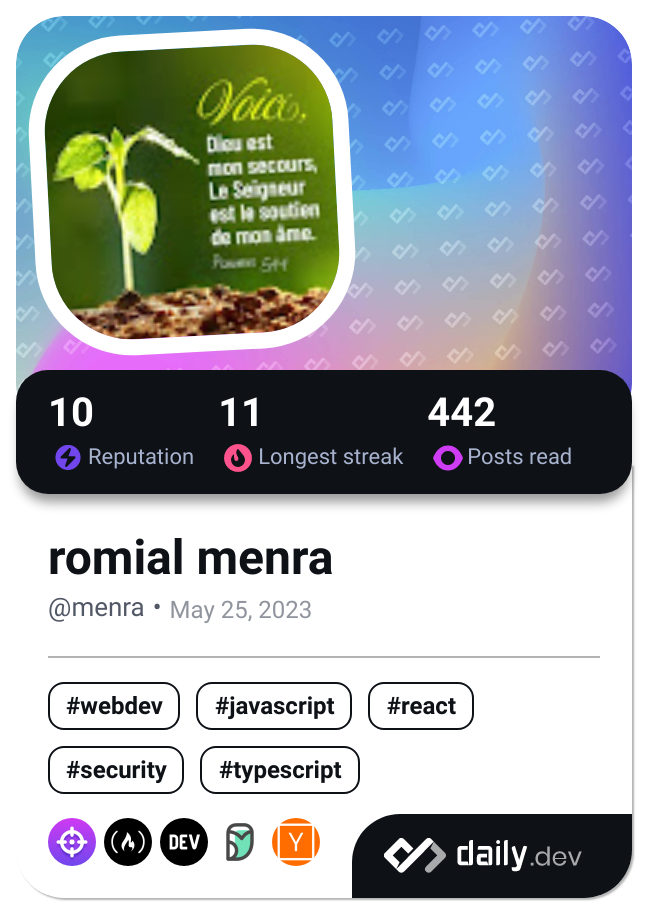 Voici,
Dieu est
mon secours,
Le Seigneur
est le soutien
de mon âme.
Psaumes 54:4
10
11
442
Reputation
Longest streak
Posts read
romial menra
@menra • May 25, 2023
#webdev
#javascript
#react
#security
#typescript
DEV
Y
daily.dev